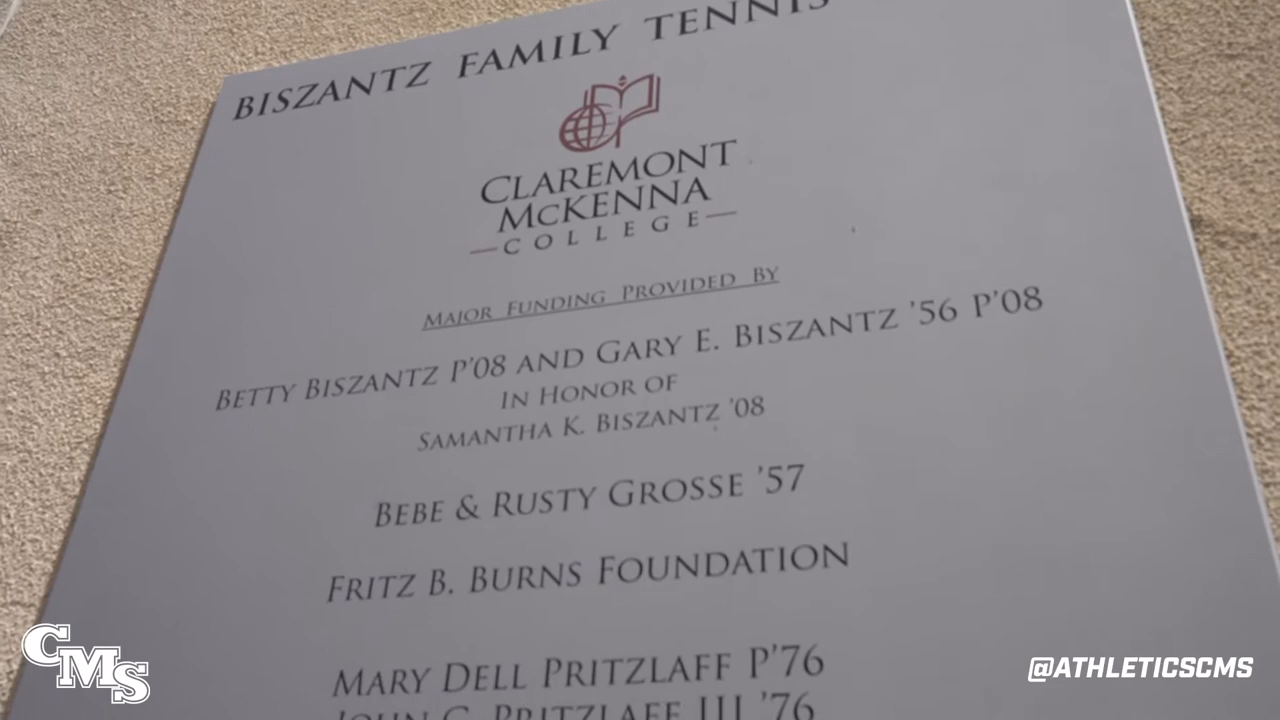 BISZANTZ FAMILY TENNIS
CLAREMONT
MCKENNA
COLLEGE
MAJOR FUNDING PROVIDED BY
BETTY BISZANTZ P'08 AND GARY E. BISZANTZ '56 P'08
IN HONOR OF
SAMANTHA K. BISZANTZ '08
BEBE & RUSTY GROSSE '57
FRITZ B. BURNS FOUNDATION
MARY DELL PRITZLAFF P'76
JOHN C. PRITZLAFF III '76
CMS
@ATHLETICSCMS